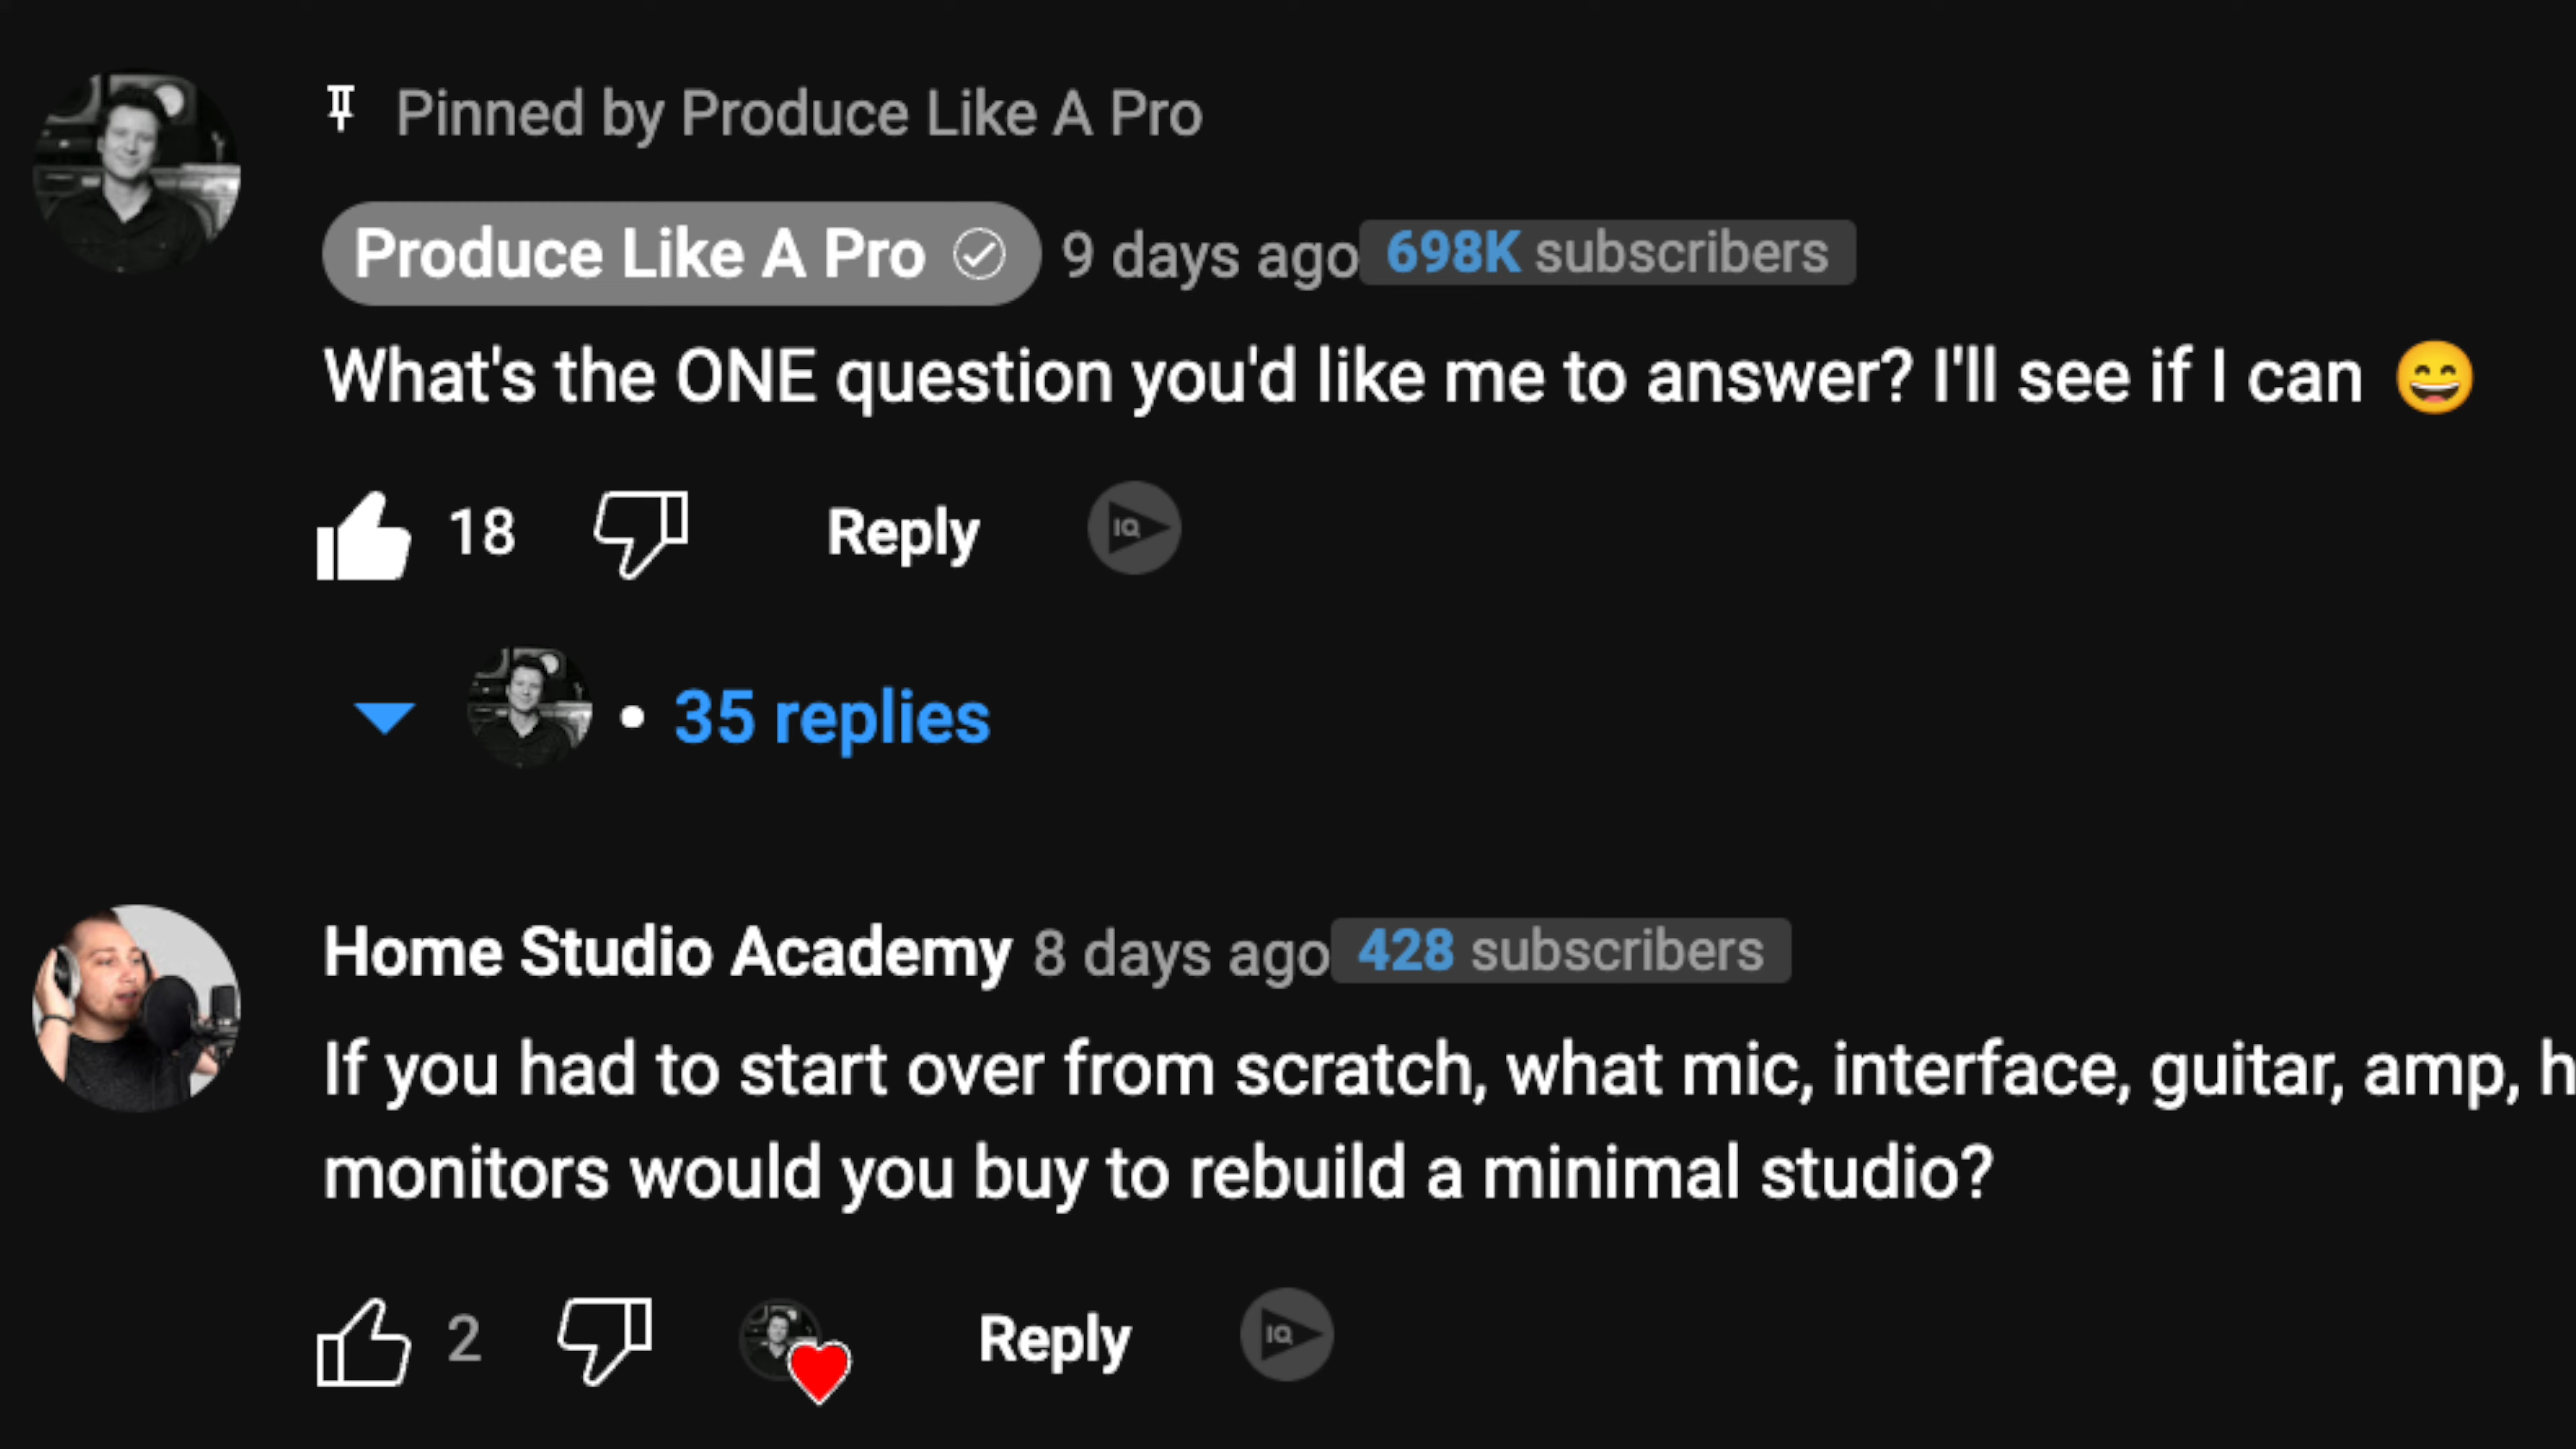 Pinned by Produce Like A Pro
Produce Like A Pro 9 days ago 698K subscribers
What's the ONE question you'd like me to answer? I'll see if I can 😄
18 Reply IQ
35 replies
Home Studio Academy 8 days ago 428 subscribers
If you had to start over from scratch, what mic, interface, guitar, amp,
monitors would you buy to rebuild a minimal studio?
2 Reply IQ